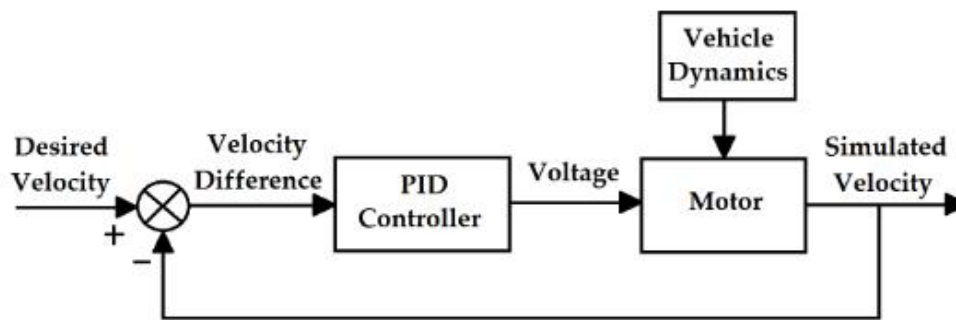 Vehicle
Dynamics
Desired
Velocity
Velocity
Difference
PID
Controller
Voltage
Motor
Simulated
Velocity
+
−